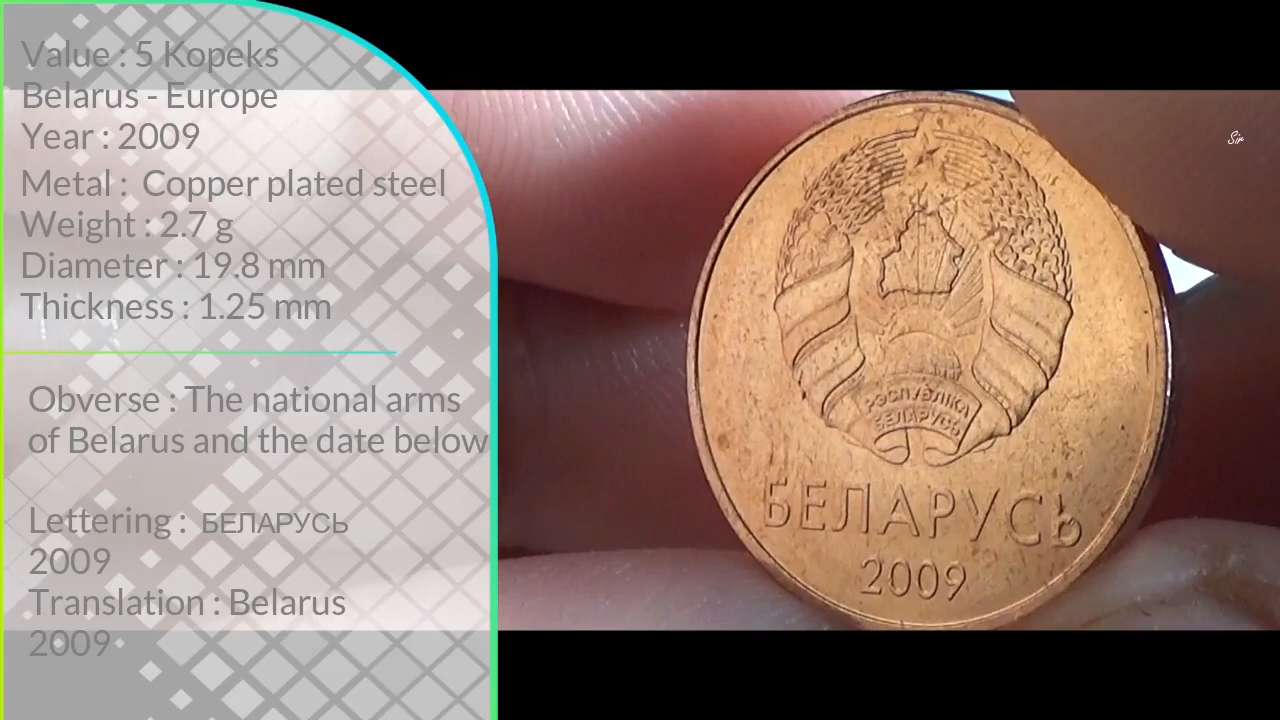 Value : 5 Kopeks
Belarus - Europe
Year : 2009
Metal : Copper plated steel
Weight : 2.7 g
Diameter : 19.8 mm
Thickness : 1.25 mm
Obverse : The national arms
of Belarus and the date below
Lettering : БЕЛАРУСЬ
2009
Translation : Belarus
2009
Sir
РЭСПУБЛІКА
БЕЛАРУСЬ
БЕЛАРУСЬ
2009